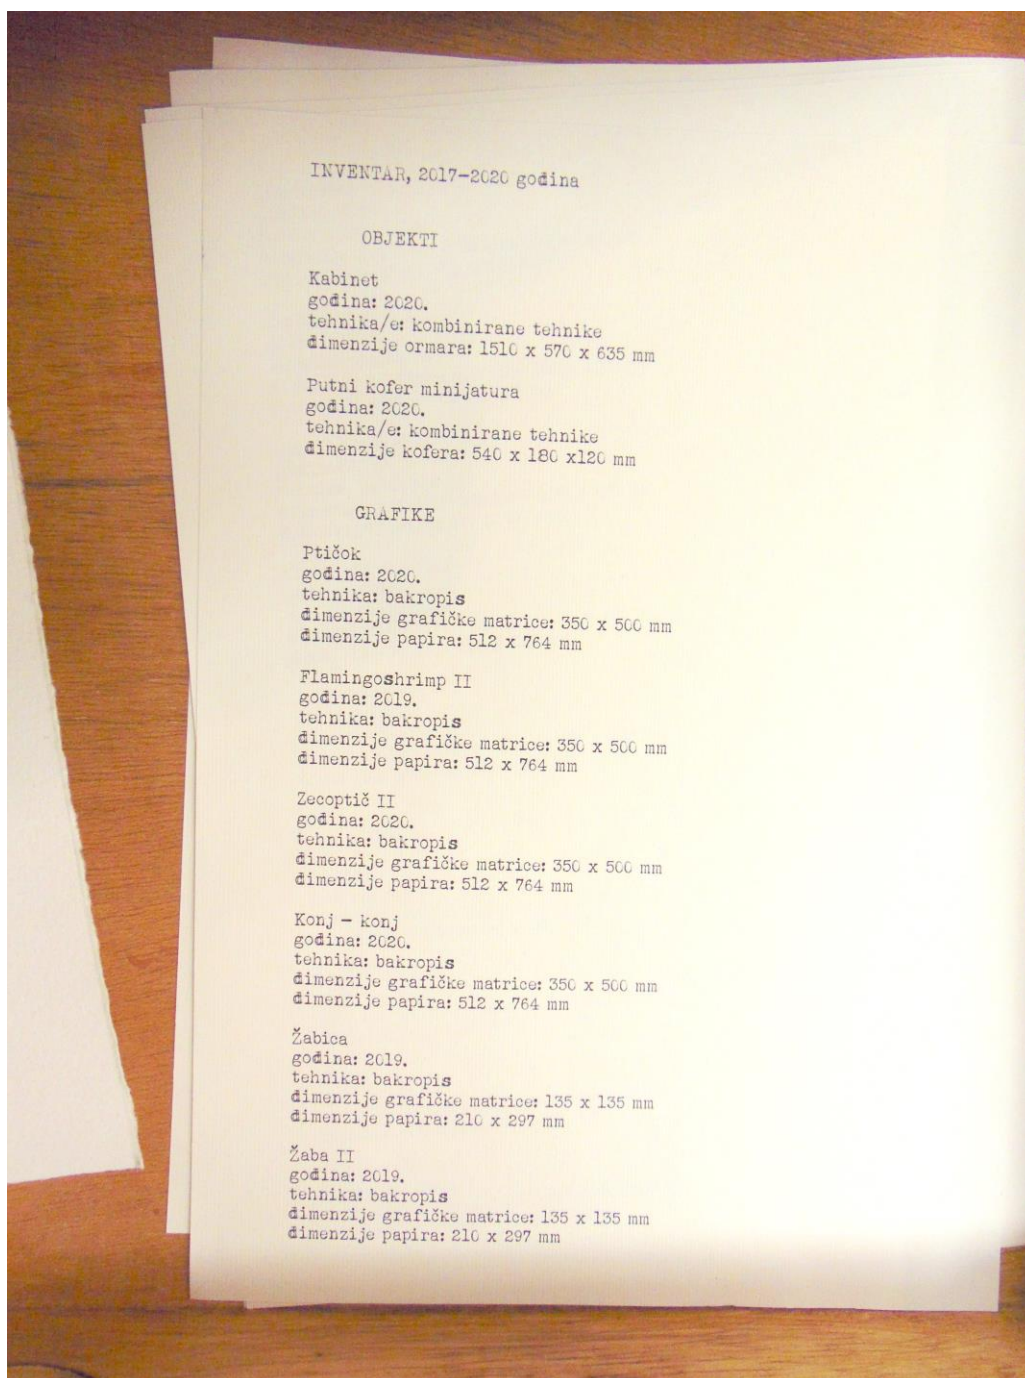 INVENTAR, 2017-2020 godina
OBJEKTI
Kabinet
godina: 2020.
tehnika/e: kombinirane tehnike
dimenzije ormara: 1510 x 570 x 635 mm
Putni kofer minijatura
godina: 2020.
tehnika/e: kombinirane tehnike
dimenzije kofera: 540 x 180 x120 mm
GRAFIKE
Ptičok
godina: 2020.
tehnika: bakropis
dimenzije grafičke matrice: 350 x 500 mm
dimenzije papira: 512 x 764 mm
Flamingoshrimp II
godina: 2019.
tehnika: bakropis
dimenzije grafičke matrice: 350 x 500 mm
dimenzije papira: 512 x 764 mm
Zecoptič II
godina: 2020.
tehnika: bakropis
dimenzije grafičke matrice: 350 x 500 mm
dimenzije papira: 512 x 764 mm
Konj - konj
godina: 2020.
tehnika: bakropis
dimenzije grafičke matrice: 350 x 500 mm
dimenzije papira: 512 x 764 mm
Žabica
godina: 2019.
tehnika: bakropis
dimenzije grafičke matrice: 135 x 135 mm
dimenzije papira: 210 x 297 mm
Žaba II
godina: 2019.
tehnika: bakropis
dimenzije grafičke matrice: 135 x 135 mm
dimenzije papira: 210 x 297 mm